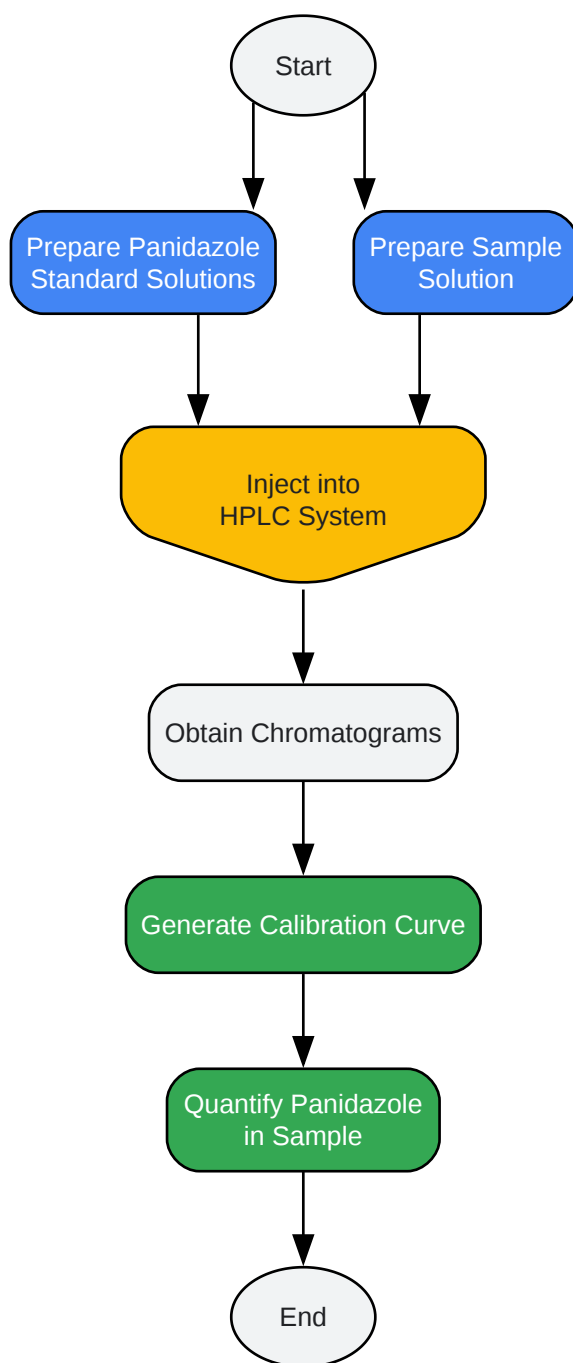 Start
Prepare Panidazole
Standard Solutions
Prepare Sample
Solution
Inject into
HPLC System
Obtain Chromatograms
Generate Calibration Curve
Quantify Panidazole
in Sample
End